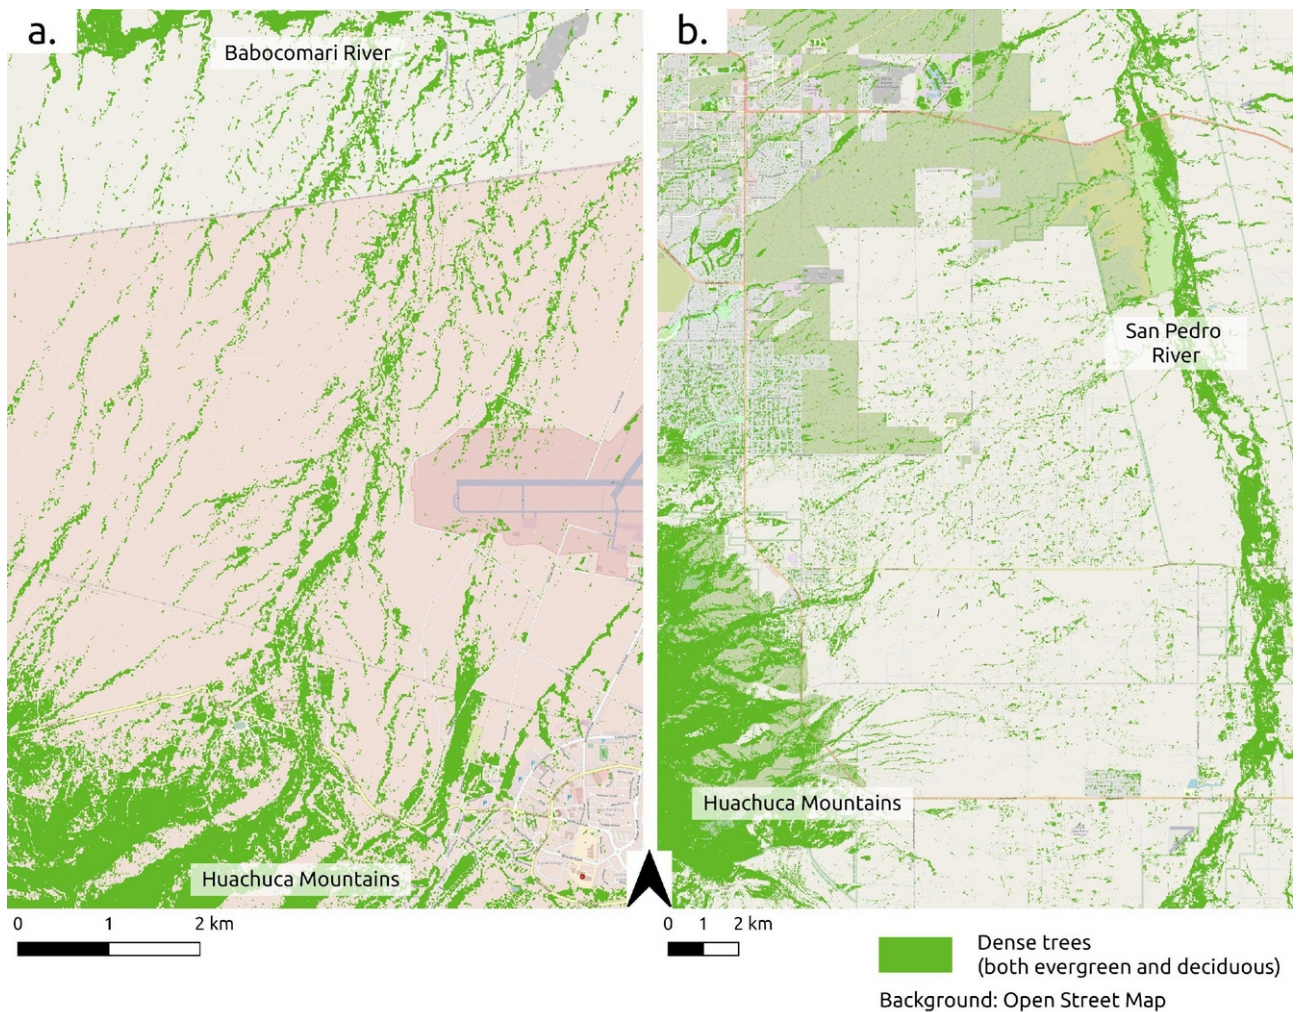 a.
Babocomari River
Huachuca Mountains
0 1 2 km
b.
San Pedro
River
Huachuca Mountains
0 1 2 km
Dense trees
(both evergreen and deciduous)
Background: Open Street Map